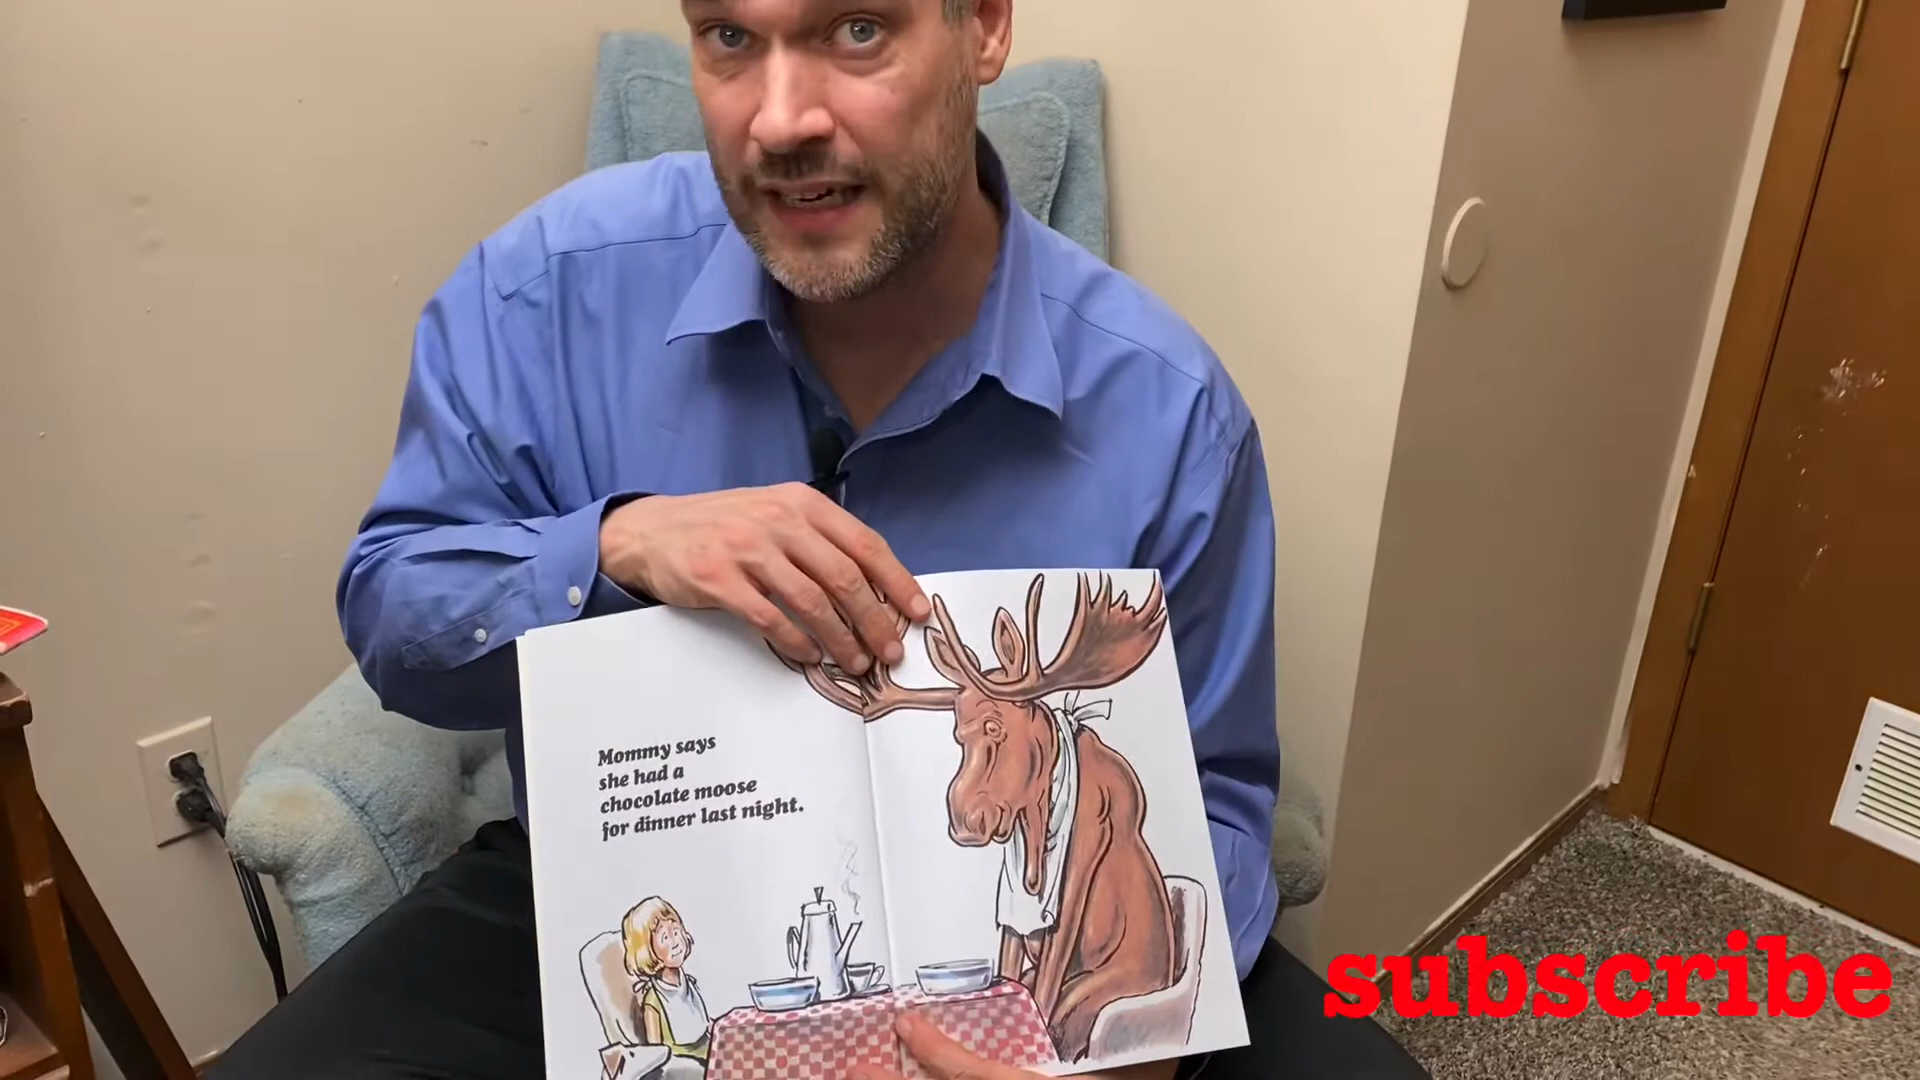 Mommy says
she had a
chocolate moose
for dinner last night.
subscribe